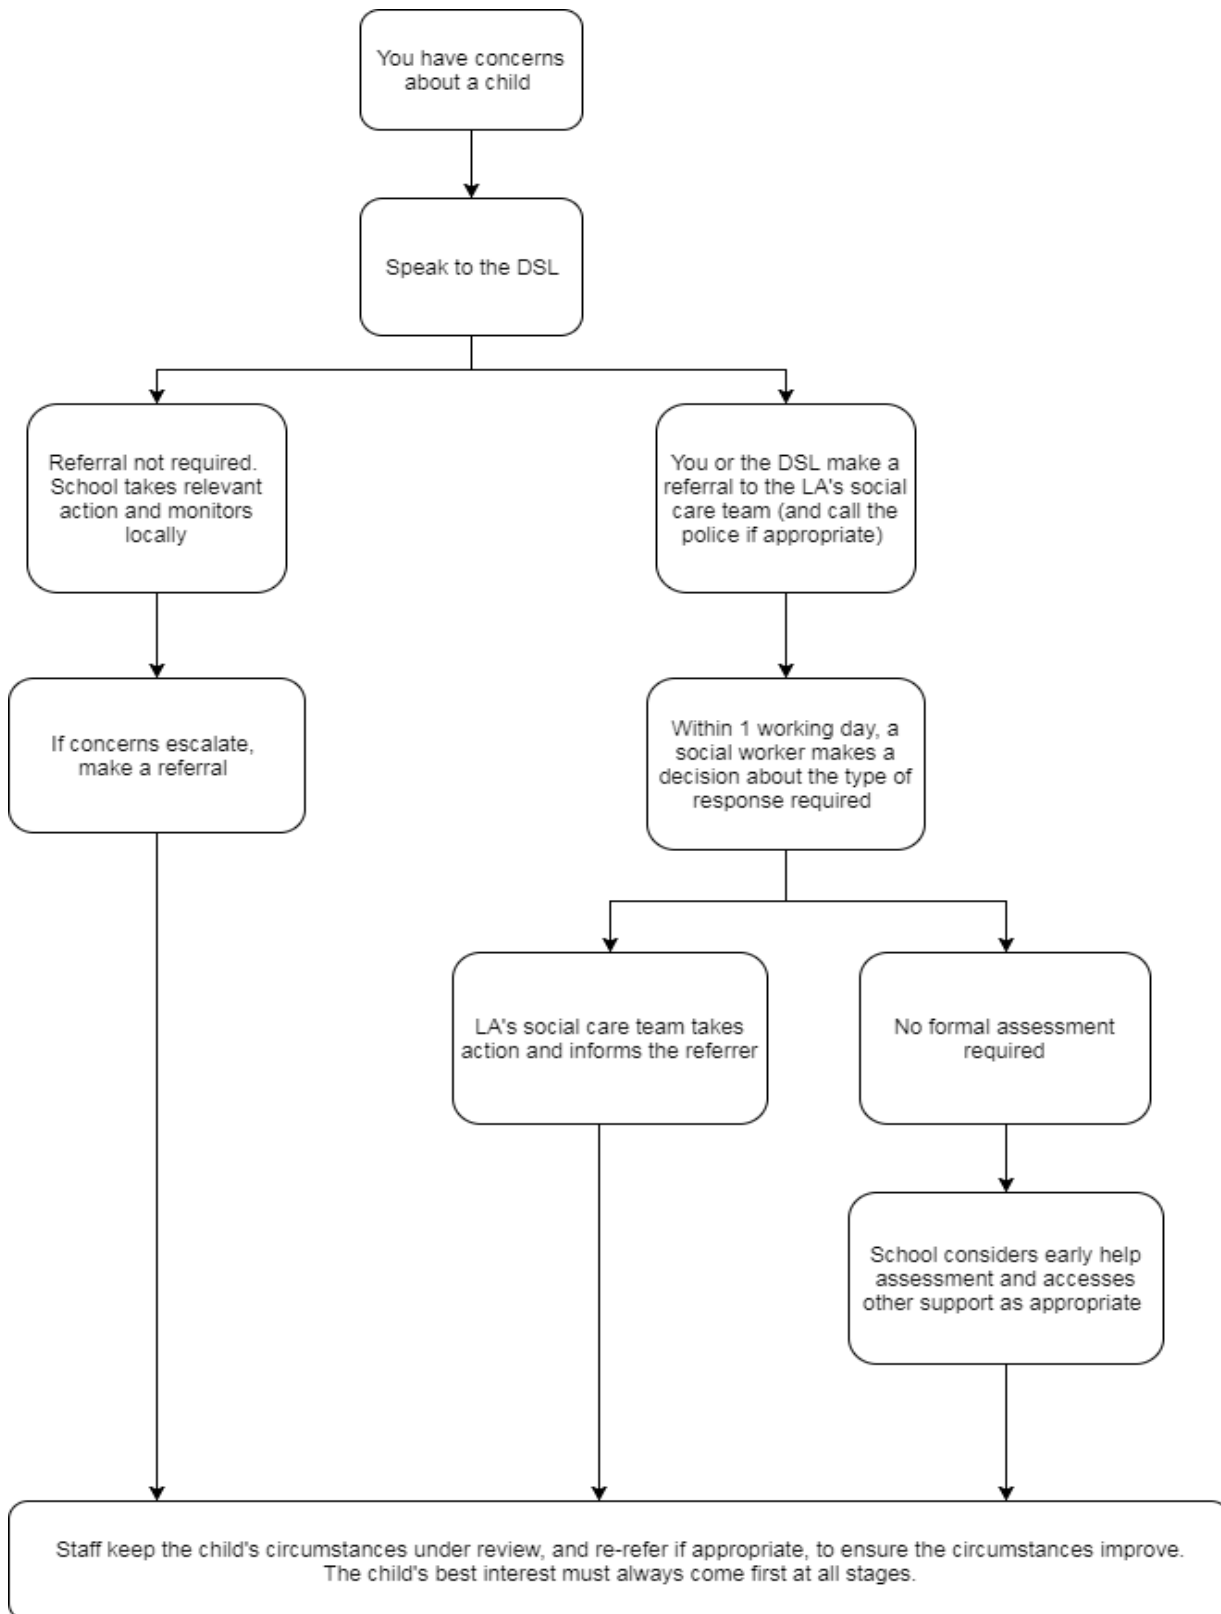 You have concerns
about a child
Speak to the DSL
Referral not required.
School takes relevant
action and monitors
locally
You or the DSL make a
referral to the LA's social
care team (and call the
police if appropriate)
If concerns escalate,
make a referral
Within 1 working day, a
social worker makes a
decision about the type of
response required
LA's social care team takes
action and informs the referrer
No formal assessment
required
School considers early help
assessment and accesses
other support as appropriate
Staff keep the child's circumstances under review, and re-refer if appropriate, to ensure the circumstances improve.
The child's best interest must always come first at all stages.